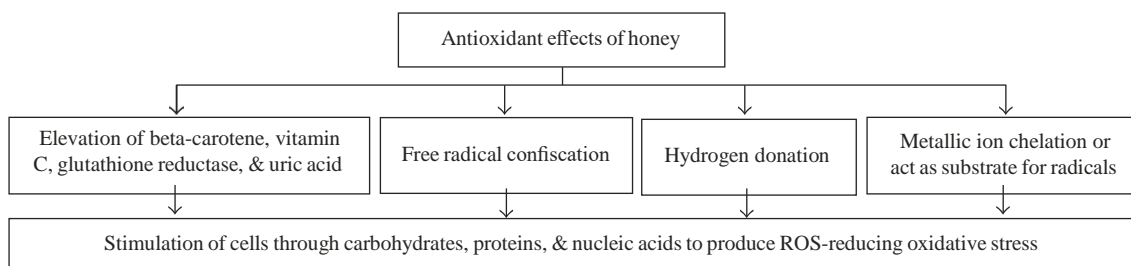 Antioxidant effects of honey
Elevation of beta-carotene, vitamin
C, glutathione reductase, & uric acid
Free radical confiscation
Hydrogen donation
Metallic ion chelation or
act as substrate for radicals
Stimulation of cells through carbohydrates, proteins, & nucleic acids to produce ROS-reducing oxidative stress